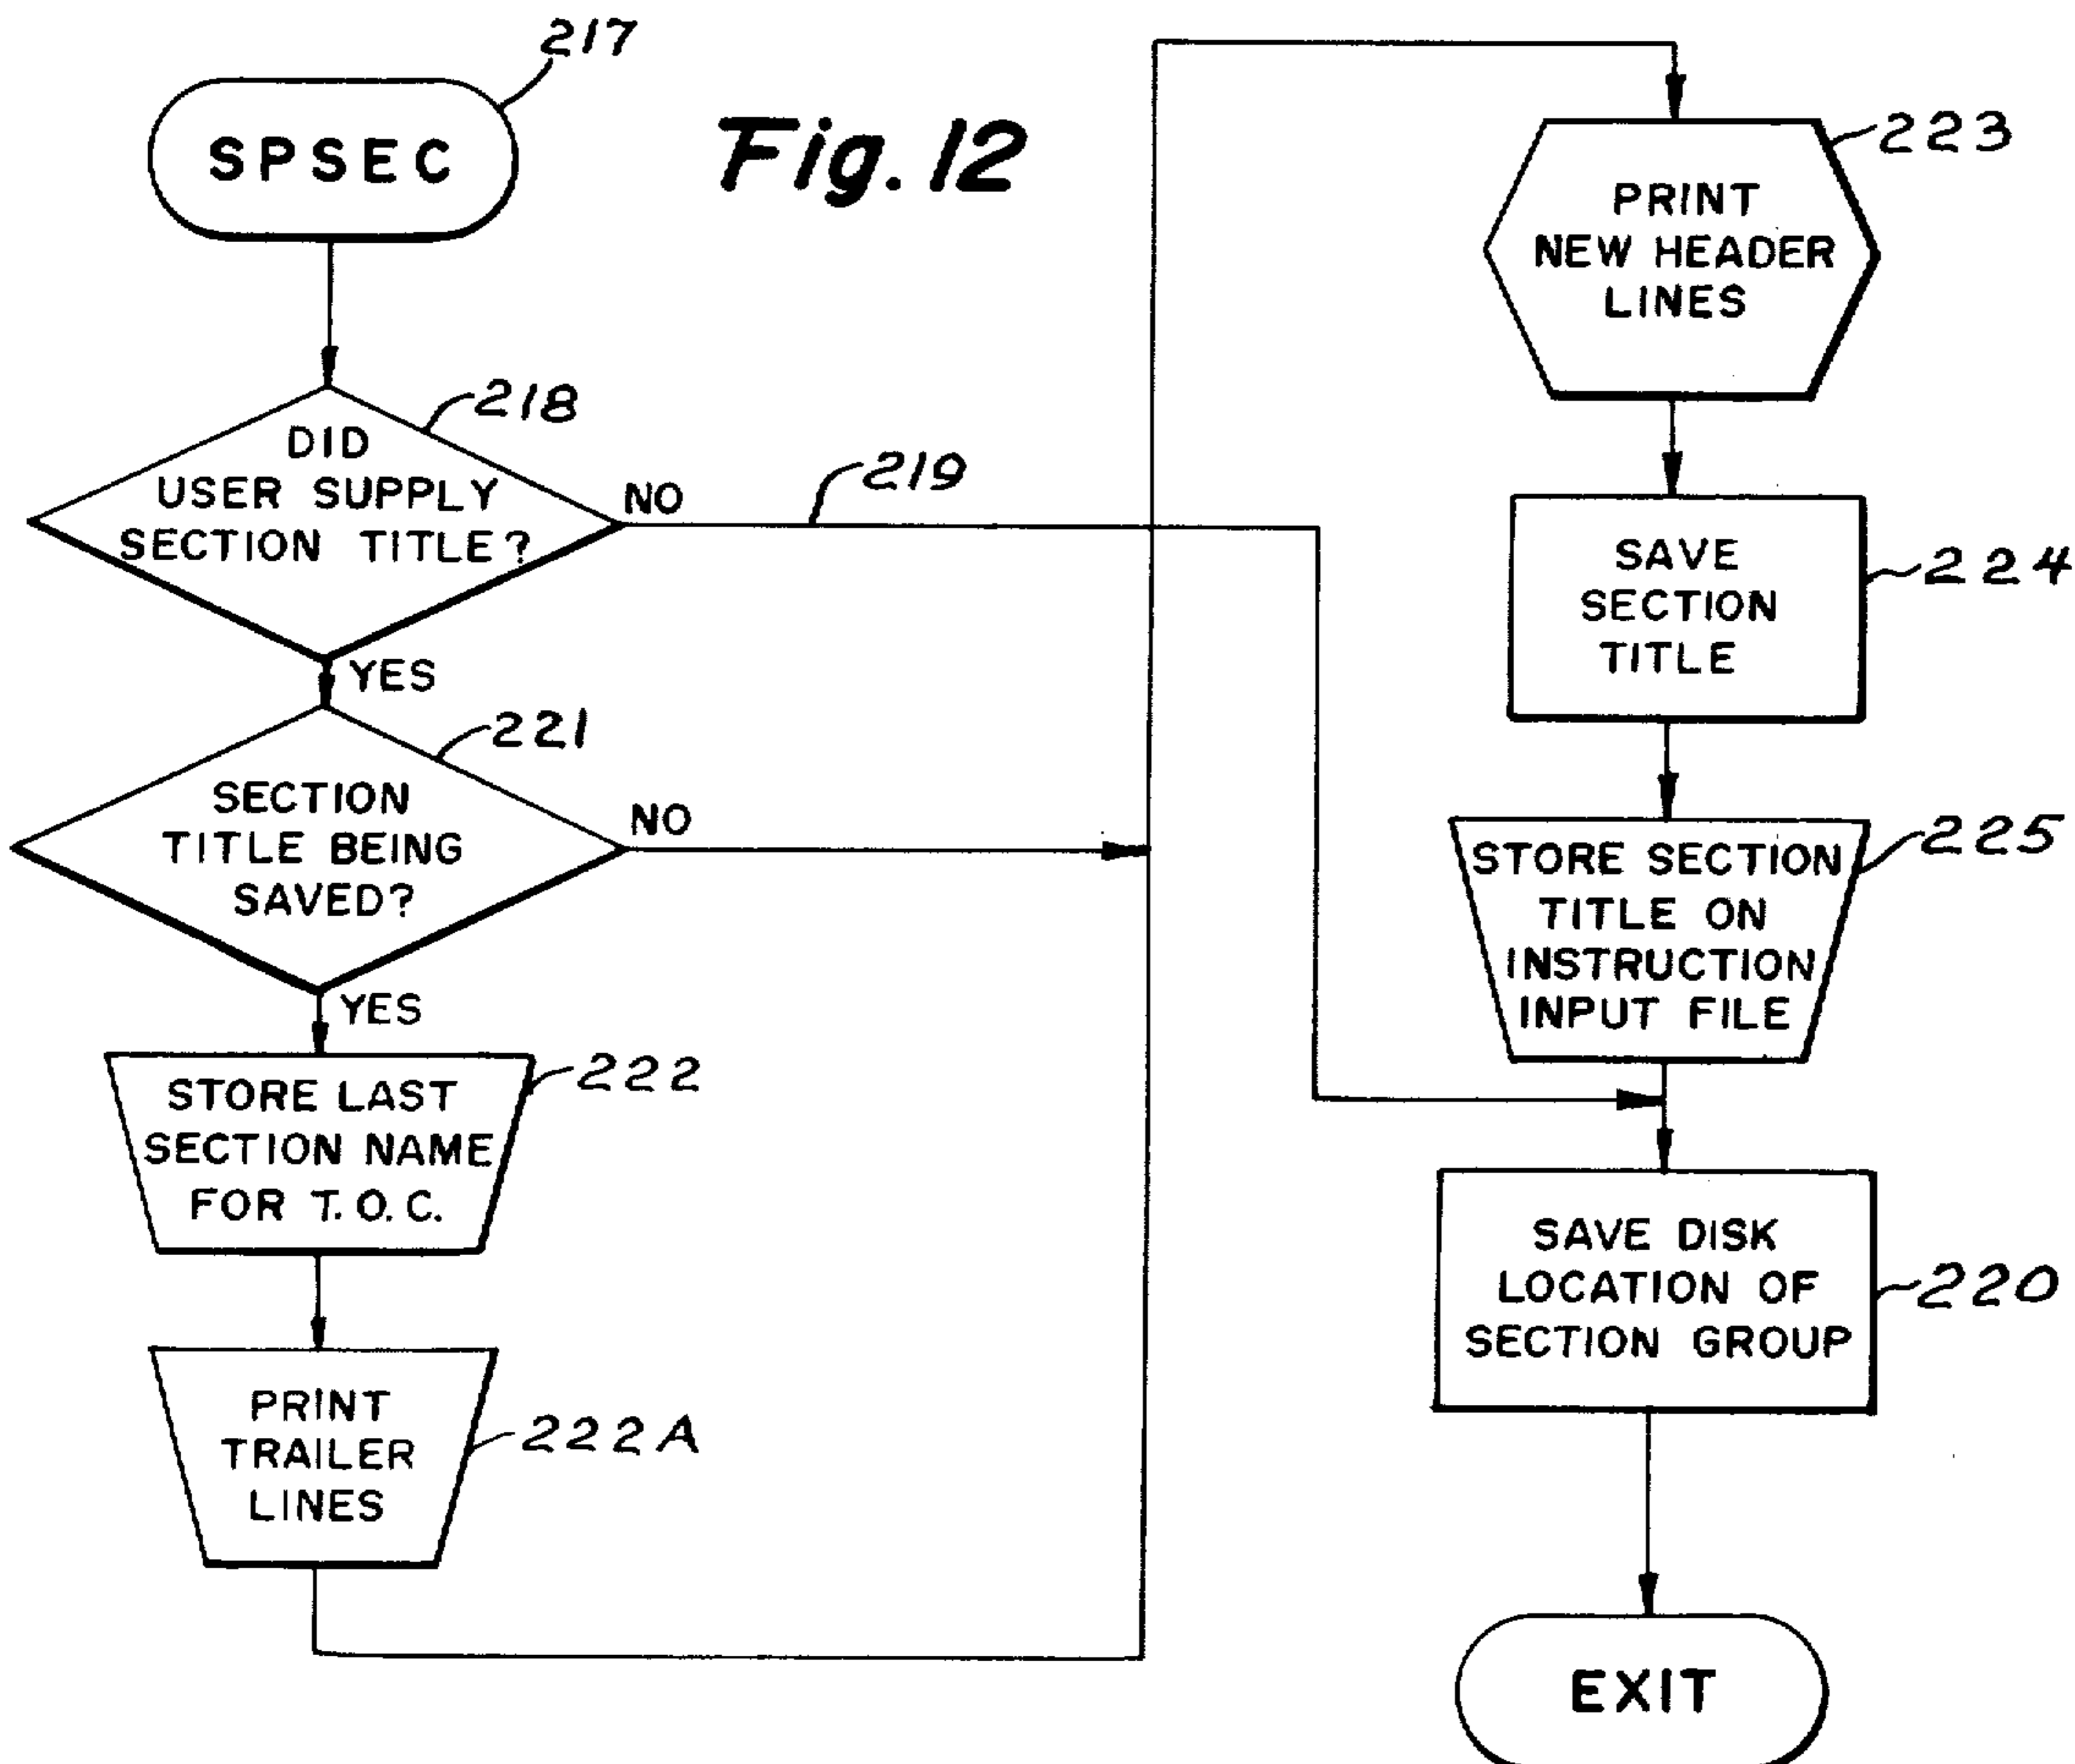 217
SPSEC
Fig. 12
218
DID
USER SUPPLY
SECTION TITLE?
NO
219
YES
221
SECTION
TITLE BEING
SAVED?
NO
YES
222
STORE LAST
SECTION NAME
FOR T.O.C.
PRINT
TRAILER
LINES
222A
223
PRINT
NEW HEADER
LINES
SAVE
SECTION
TITLE
224
STORE SECTION
TITLE ON
INSTRUCTION
INPUT FILE
225
SAVE DISK
LOCATION OF
SECTION GROUP
220
EXIT